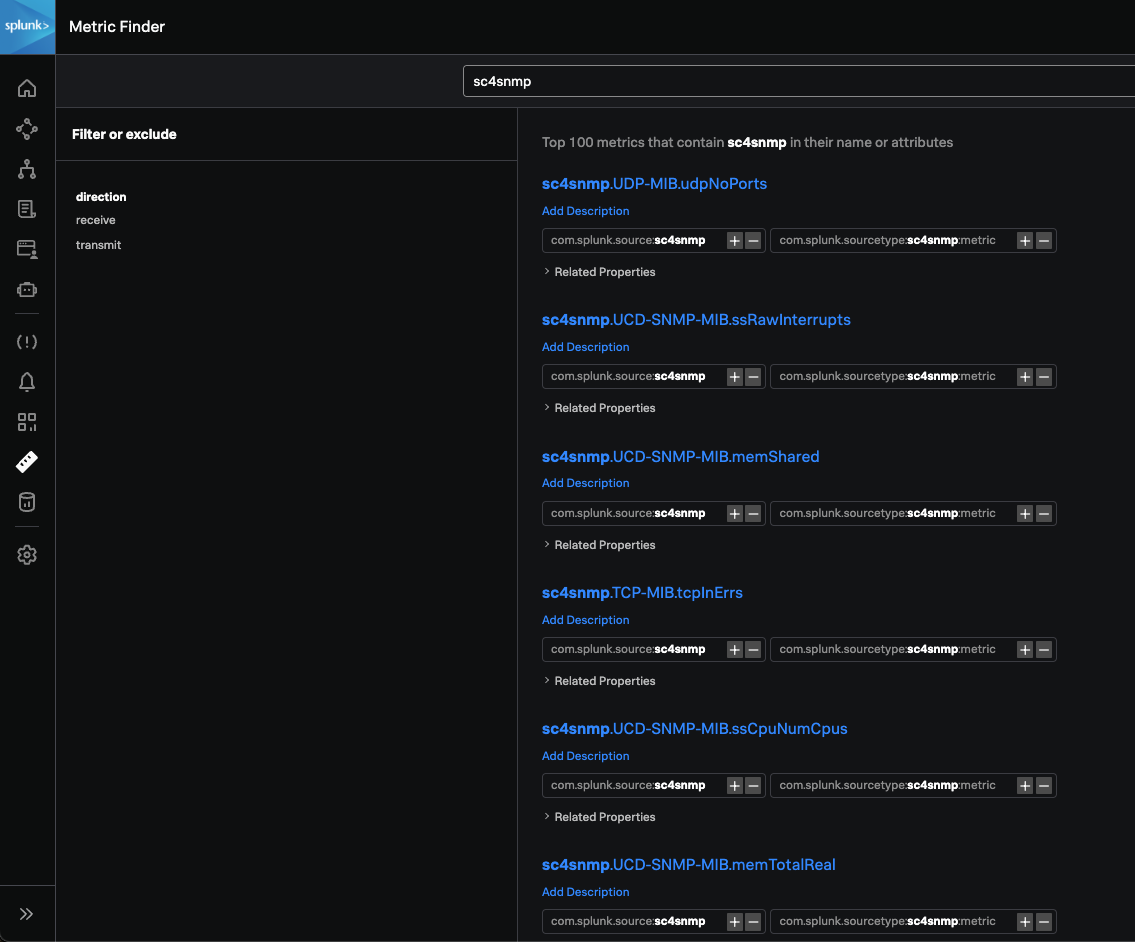 splunk>
Metric Finder
sc4snmp
Filter or exclude
direction
receive
transmit
Top 100 metrics that contain sc4snmp in their name or attributes
sc4snmp.UDP-MIB.udpNoPorts
Add Description
com.splunk.source:sc4snmp + − com.splunk.sourcetype:sc4snmp:metric + −
> Related Properties
sc4snmp.UCD-SNMP-MIB.ssRawInterrupts
Add Description
com.splunk.source:sc4snmp + − com.splunk.sourcetype:sc4snmp:metric + −
> Related Properties
sc4snmp.UCD-SNMP-MIB.memShared
Add Description
com.splunk.source:sc4snmp + − com.splunk.sourcetype:sc4snmp:metric + −
> Related Properties
sc4snmp.TCP-MIB.tcpInErrs
Add Description
com.splunk.source:sc4snmp + − com.splunk.sourcetype:sc4snmp:metric + −
> Related Properties
sc4snmp.UCD-SNMP-MIB.ssCpuNumCpus
Add Description
com.splunk.source:sc4snmp + − com.splunk.sourcetype:sc4snmp:metric + −
> Related Properties
sc4snmp.UCD-SNMP-MIB.memTotalReal
Add Description
com.splunk.source:sc4snmp + − com.splunk.sourcetype:sc4snmp:metric + −